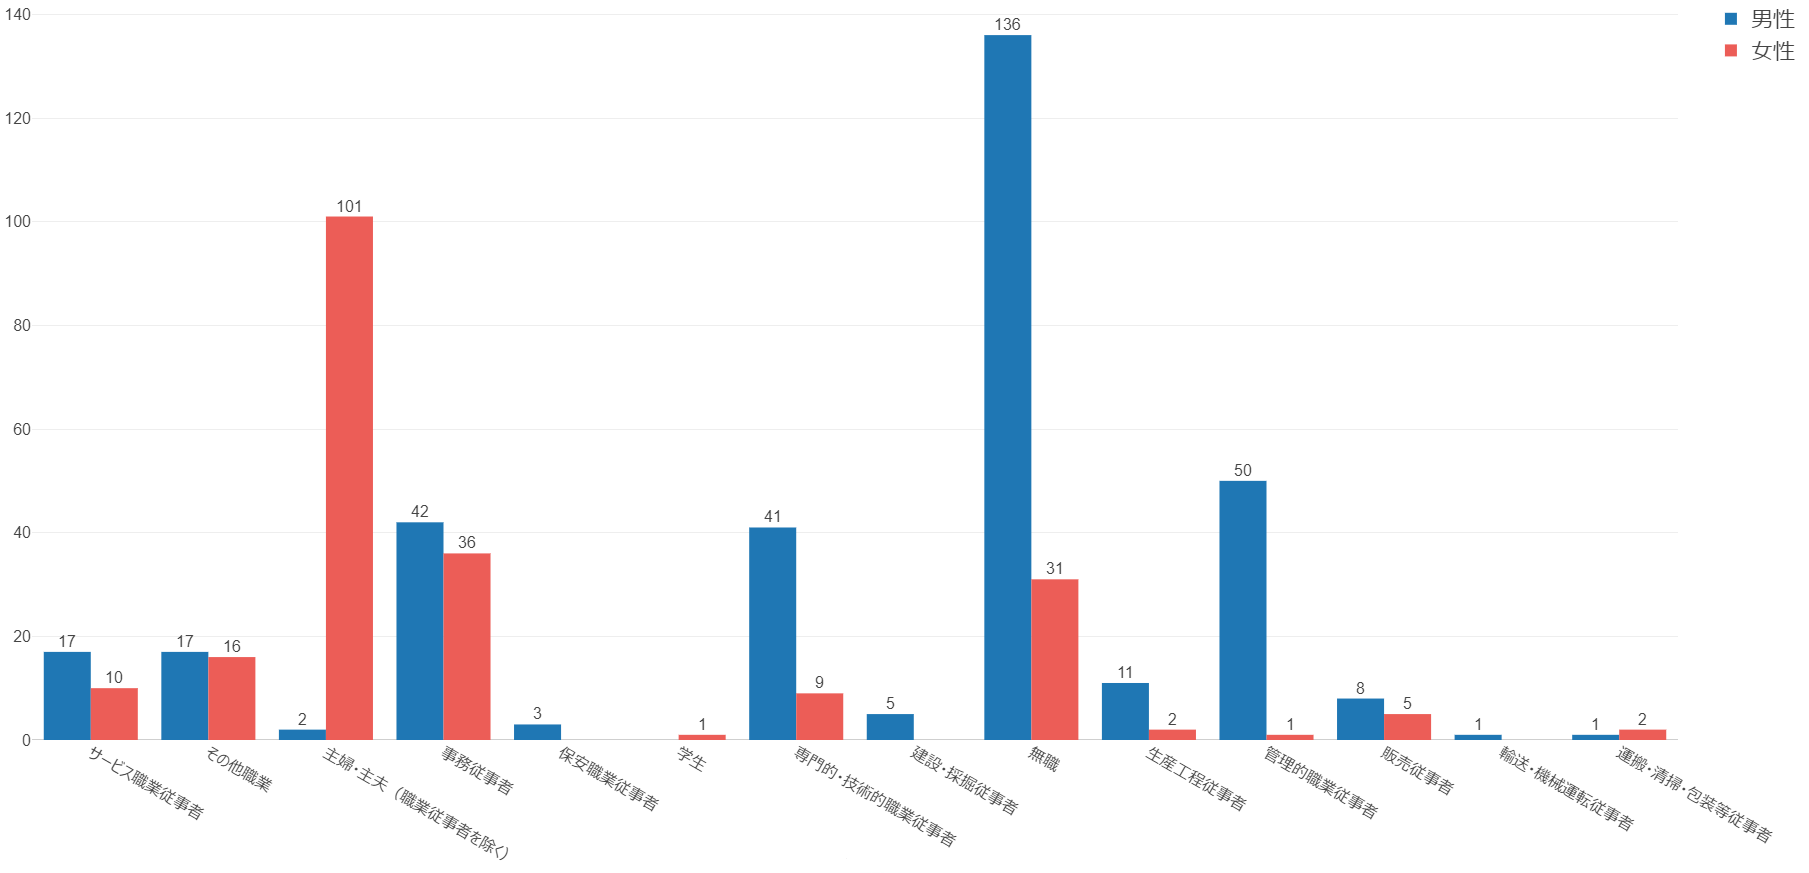 140
120
100
80
60
40
20
0
17
10
17
16
2
101
42
36
3
1
41
9
5
136
31
11
2
50
1
8
5
1
1
2
サービス職業従事者
その他職業
主婦・主夫（職業従事者を除く）
事務従事者
保安職業従事者
学生
専門的・技術的職業従事者
建設・採掘従事者
無職
生産工程従事者
管理的職業従事者
販売従事者
輸送・機械運転従事者
運搬・清掃・包装等従事者
男性
女性